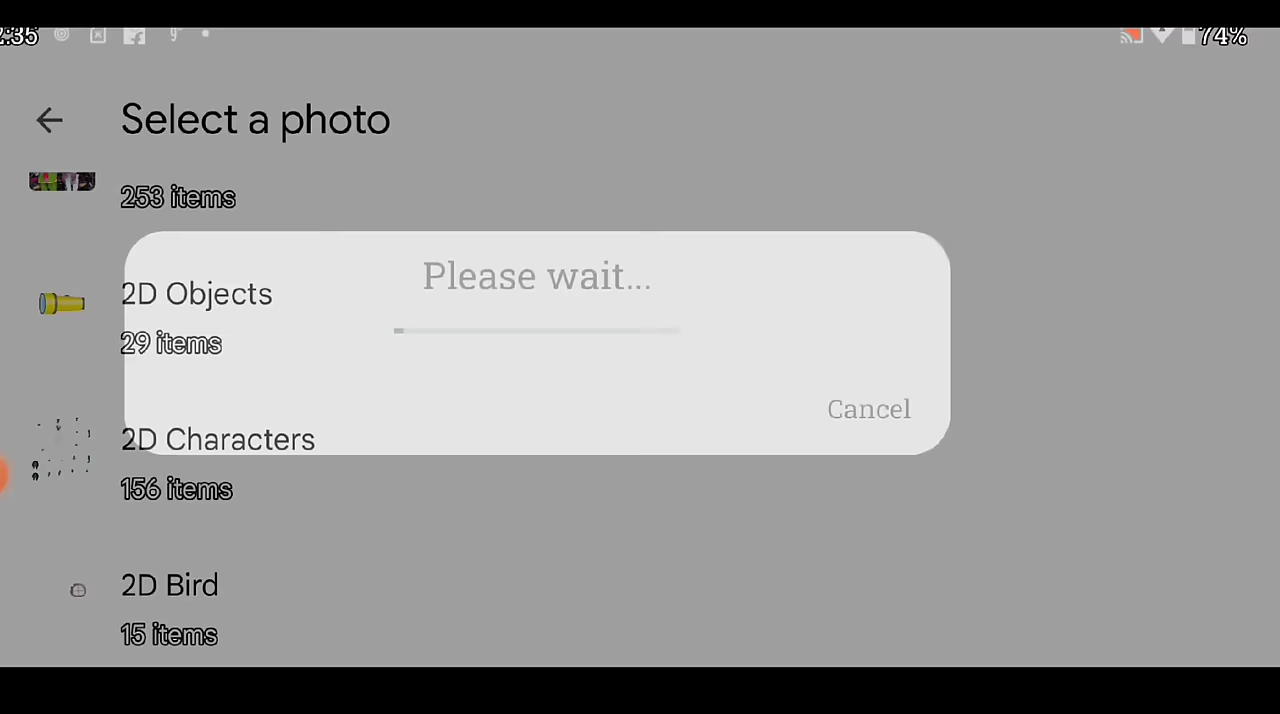 2:35
74%
Select a photo
253 items
Please wait...
2D Objects
29 items
Cancel
2D Characters
156 items
2D Bird
15 items